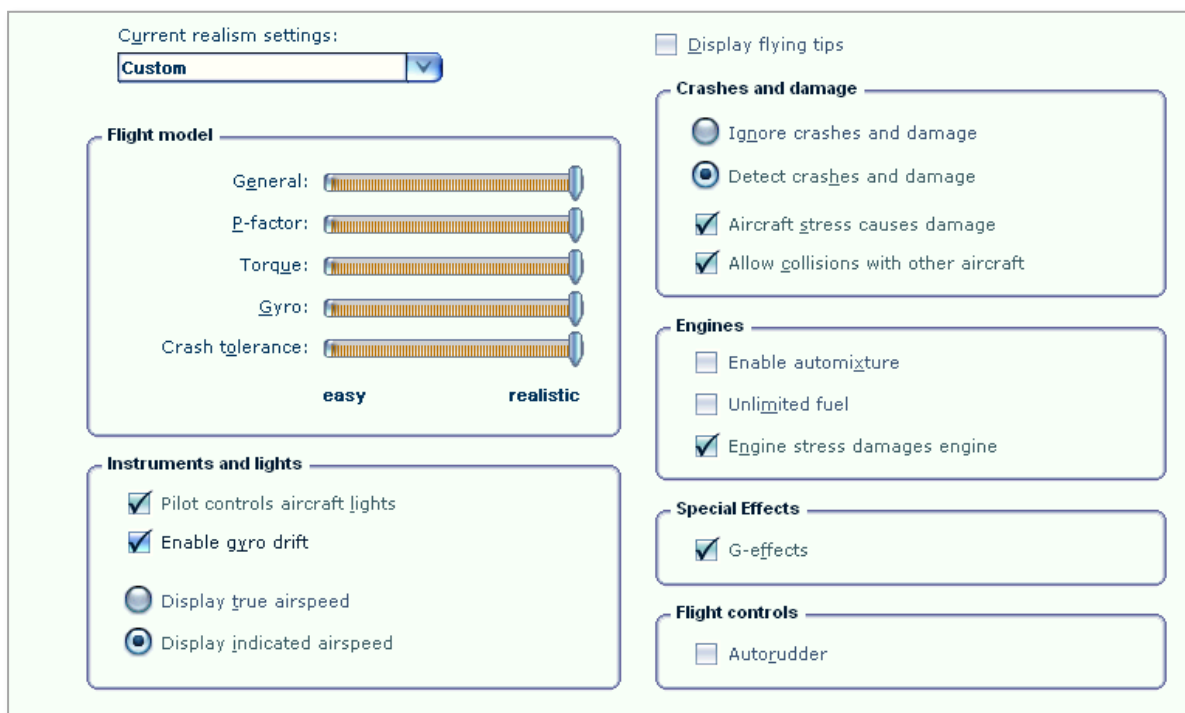 Current realism settings:
Custom
Flight model
General:
P-factor:
Torque:
Gyro:
Crash tolerance:
easy realistic
Instruments and lights
Pilot controls aircraft lights
Enable gyro drift
Display true airspeed
Display indicated airspeed
Display flying tips
Crashes and damage
Ignore crashes and damage
Detect crashes and damage
Aircraft stress causes damage
Allow collisions with other aircraft
Engines
Enable automixture
Unlimited fuel
Engine stress damages engine
Special Effects
G-effects
Flight controls
Autorudder